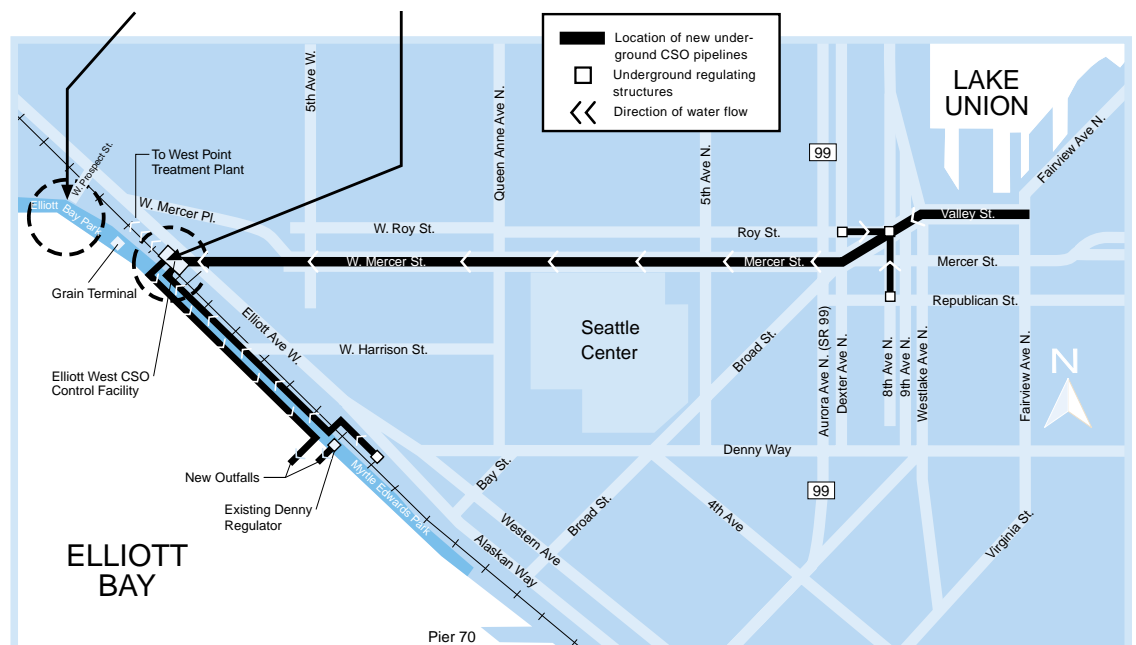 Location of new under-
ground CSO pipelines
Underground regulating
structures
Direction of water flow
LAKE
UNION
5th Ave W.
Queen Anne Ave N.
5th Ave N.
99
Fairview Ave N.
To West Point
Treatment Plant
W. Prospect St.
Elliott Bay Park
W. Mercer Pl.
W. Roy St.
Roy St.
Valley St.
W. Mercer St.
Mercer St.
Mercer St.
Grain Terminal
Republican St.
Elliott Ave W.
Seattle
Center
W. Harrison St.
Broad St.
Aurora Ave N. (SR 99)
Dexter Ave N.
8th Ave N.
9th Ave N.
Westlake Ave N.
Fairview Ave N.
N
Elliott West CSO
Control Facility
Denny Way
New Outfalls
Existing Denny
Regulator
Myrtle Edwards Park
Bay St.
Broad St.
99
4th Ave
Western Ave
Virginia St.
Alaskan Way
ELLIOTT
BAY
Pier 70